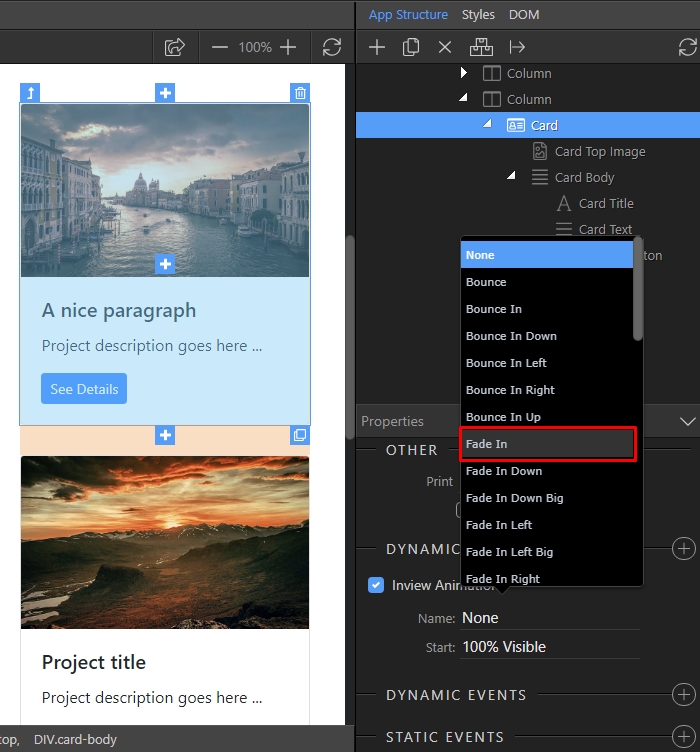 App Structure Styles DOM
100%
Column
Column
Card
Card Top Image
Card Body
Card Title
Card Text
ton
None
Bounce
Bounce In
Bounce In Down
Bounce In Left
Bounce In Right
Bounce In Up
Fade In
Fade In Down
Fade In Down Big
Fade In Left
Fade In Left Big
Fade In Right
A nice paragraph
Project description goes here ...
See Details
Properties
OTHER
Print
DYNAMIC
Inview Animation
Name: None
Start: 100% Visible
DYNAMIC EVENTS
STATIC EVENTS
Project title
Project description goes here ...
top, DIV.card-body